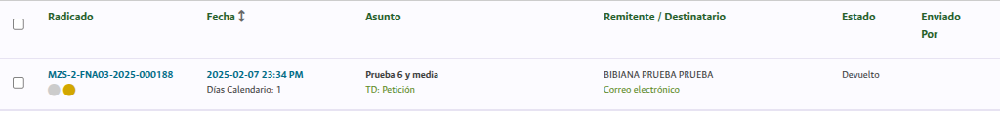 Radicado Fecha Asunto Remitente / Destinatario Estado Enviado Por
MZS-2-FNA03-2025-000188 2025-02-07 23:34 PM Prueba 6 y media BIBIANA PRUEBA PRUEBA Devuelto
Días Calendario: 1 TD: Petición Correo electrónico